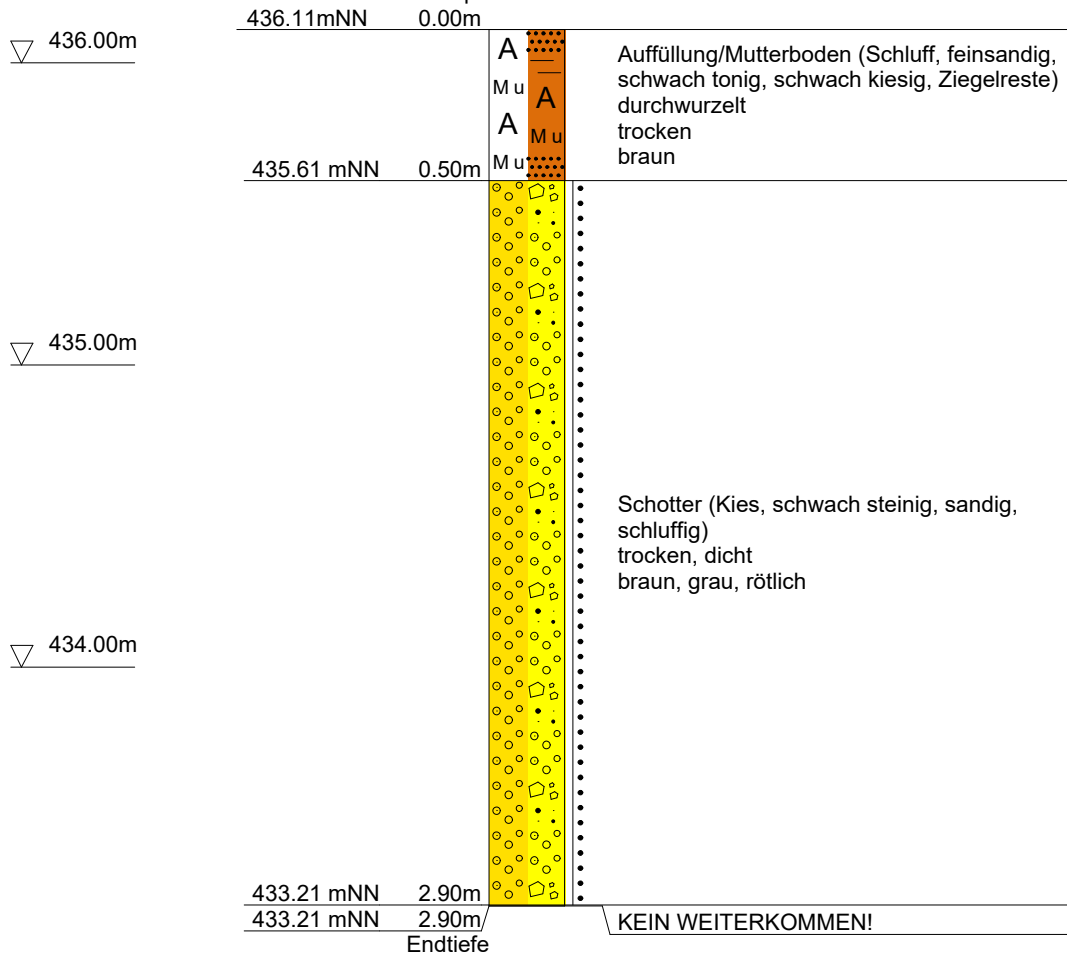 436.11mNN 0.00m
436.00m
A
Mu
A
Mu
A
Mu
Auffüllung/Mutterboden (Schluff, feinsandig,
schwach tonig, schwach kiesig, Ziegelreste)
durchwurzelt
trocken
braun
435.61 mNN 0.50m
435.00m
Schotter (Kies, schwach steinig, sandig,
schluffig)
trocken, dicht
braun, grau, rötlich
434.00m
433.21 mNN 2.90m
433.21 mNN 2.90m
KEIN WEITERKOMMEN!
Endtiefe